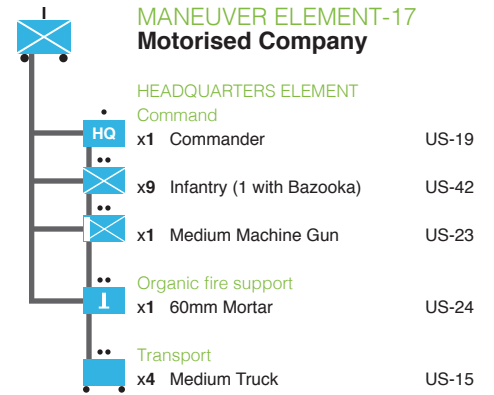 MANEUVER ELEMENT-17
Motorised Company
HEADQUARTERS ELEMENT
Command
HQ x1 Commander US-19
x9 Infantry (1 with Bazooka) US-42
x1 Medium Machine Gun US-23
Organic fire support
x1 60mm Mortar US-24
Transport
x4 Medium Truck US-15